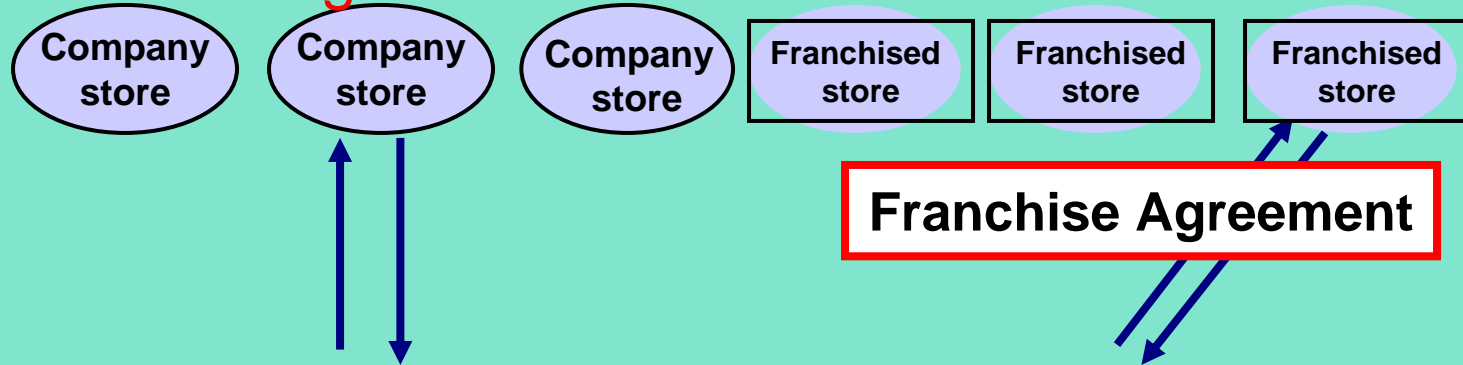 Company
store
Company
store
Company
store
Franchised
store
Franchised
store
Franchised
store
Franchise Agreement